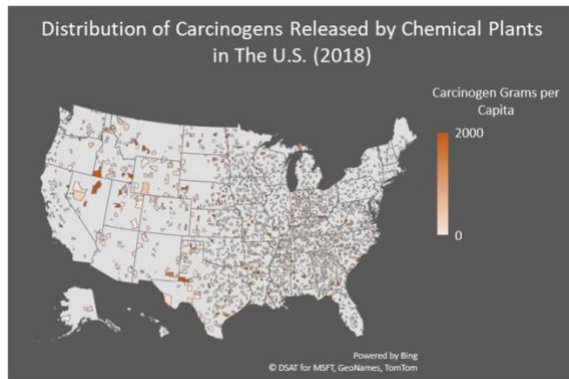 Distribution of Carcinogens Released by Chemical Plants
in The U.S. (2018)
Carcinogen Grams per
Capita
2000
0
Powered by Bing
© DSAT for MSFT, GeoNames, TomTom